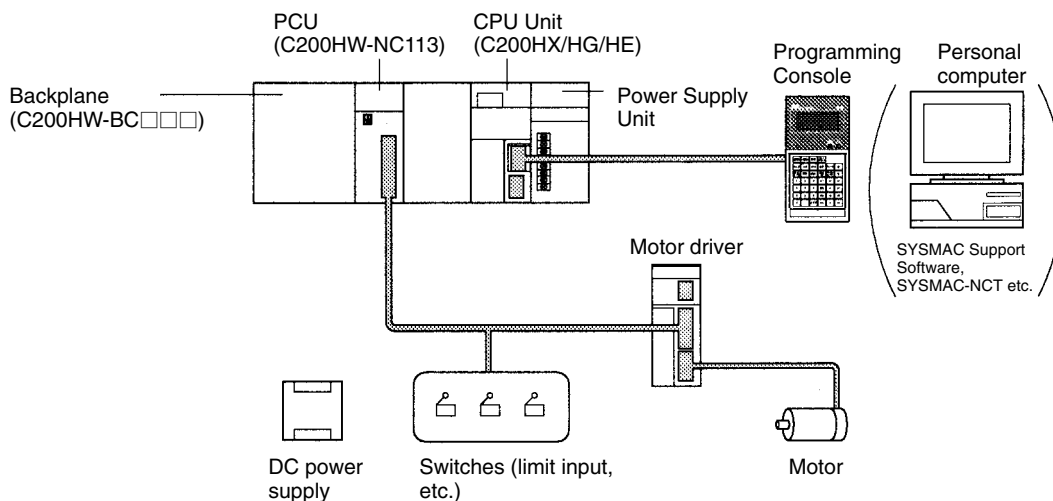 PCU
(C200HW-NC113)
CPU Unit
(C200HX/HG/HE)
Programming
Console
Personal
computer
Backplane
(C200HW-BC□□□)
Power Supply
Unit
SYSMAC Support
Software,
SYSMAC-NCT etc.
Motor driver
DC power
supply
Switches (limit input,
etc.)
Motor